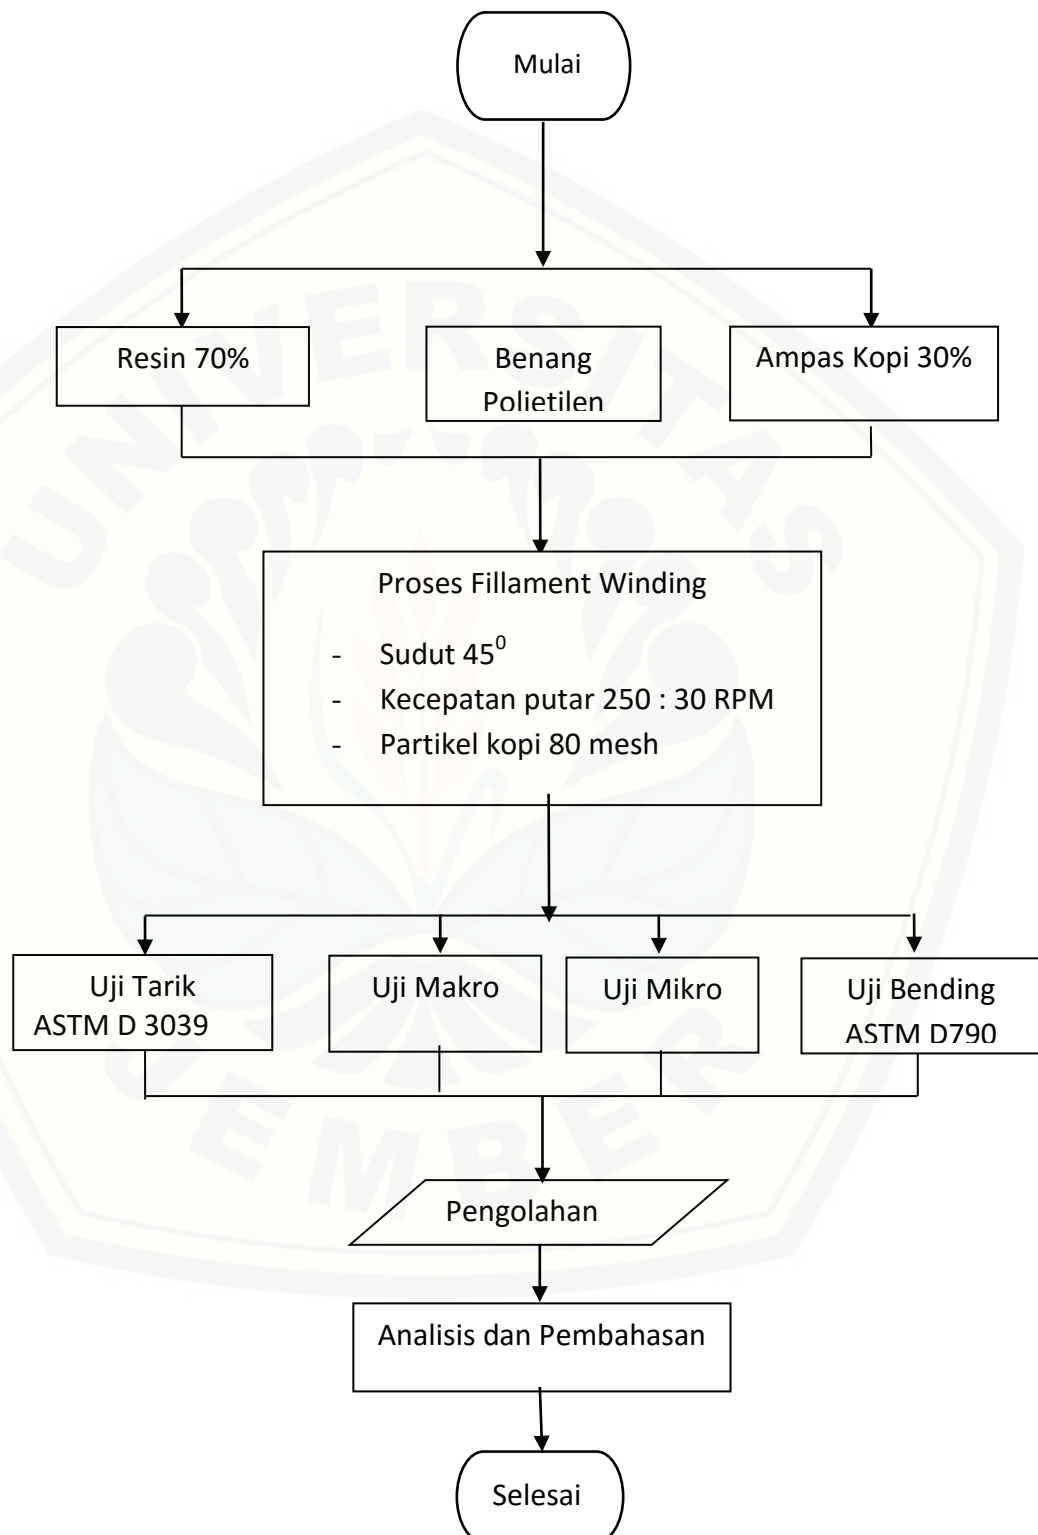 Mulai
Resin 70%
Benang
Polietilen
Ampas Kopi 30%
Proses Fillament Winding
- Sudut 45⁰
- Kecepatan putar 250 : 30 RPM
- Partikel kopi 80 mesh
Uji Tarik
ASTM D 3039
Uji Makro
Uji Mikro
Uji Bending
ASTM D790
Pengolahan
Analisis dan Pembahasan
Selesai
UNIVERSITAS
JEMBER